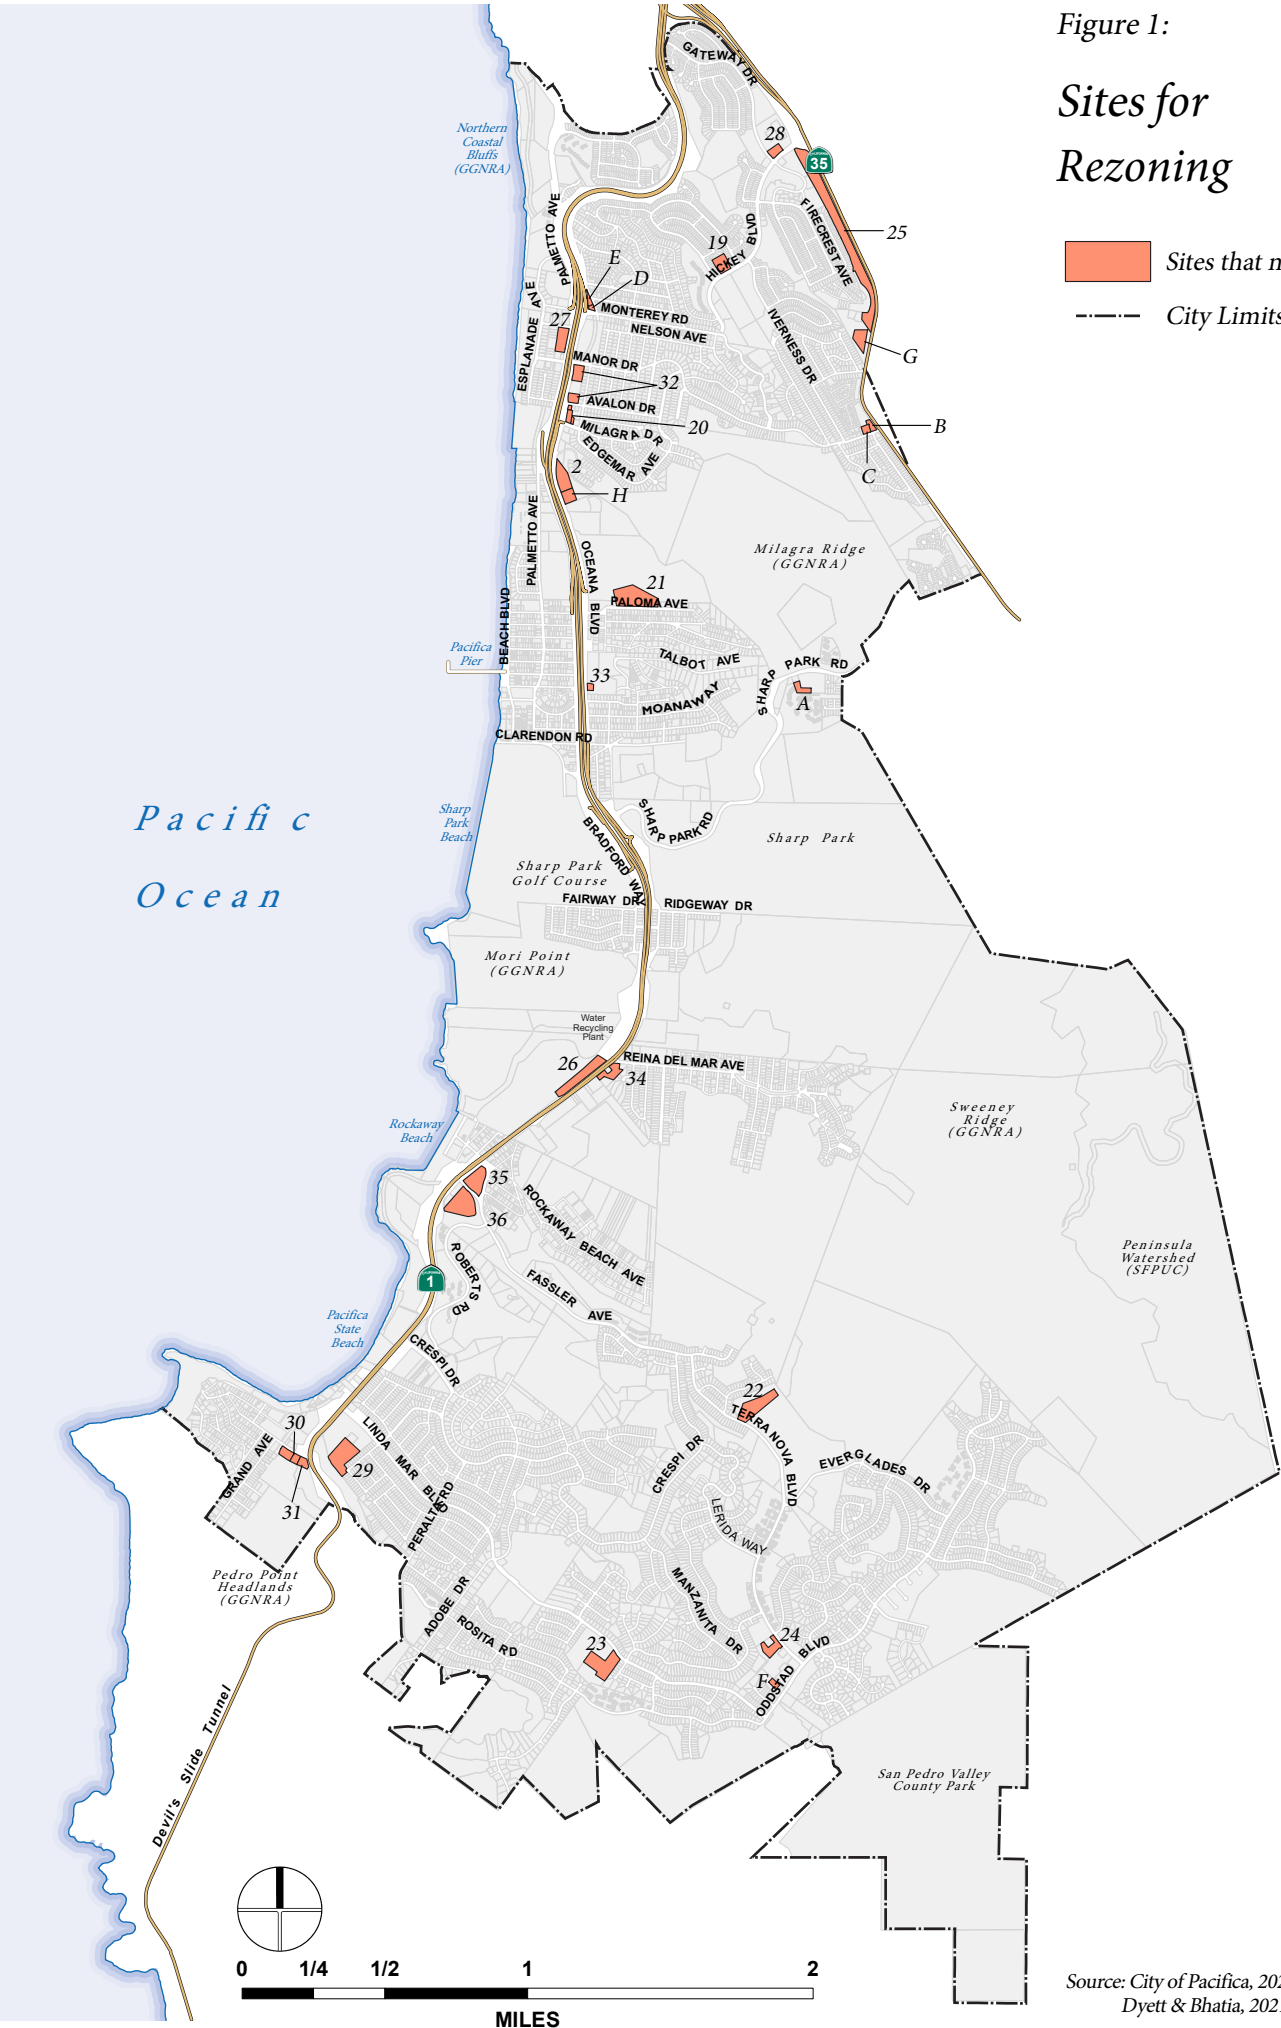 Figure 1:
Sites for
Rezoning
Sites that
City Limits
GATEWAY DR
28
CALIFORNIA
35
Northern
Coastal
Bluffs
(GGNRA)
PALMETTO AVE
HICKEY BLVD
FIRECREST AVE
25
19
E
D
MONTEREY RD
NELSON AVE
27
ESPLANADE AVE
IVERNESS DR
G
MANOR DR
32
AVALON DR
20
MILAGRA DR
EDGEMAR AVE
B
C
2
H
PALMETTO AVE
Milagra Ridge
(GGNRA)
OCEANA BLVD
21
PALOMA AVE
BEACH BLVD
Pacifica
Pier
TALBOT AVE
SHARP PARK RD
33
MOANAWAY
A
CLARENDON RD
Pacific
Ocean
Sharp
Park
Beach
SHARP PARK RD
BRADFORD WAY
Sharp Park
Sharp Park
Golf Course
FAIRWAY DR
RIDGEWAY DR
Mori Point
(GGNRA)
Water
Recycling
Plant
REINA DEL MAR AVE
26
34
Sweeney
Ridge
(GGNRA)
Rockaway
Beach
35
36
ROCKAWAY BEACH AVE
Peninsula
Watershed
(SFPUC)
ROBERTS RD
CALIFORNIA
1
FASSLER AVE
Pacifica
State
Beach
CRESPI DR
22
TERRA NOVA BLVD
30
GRAND AVE
LINDA MAR BLVD
29
31
CRESPI DR
EVERGLADES DR
PERALTA RD
LERIDA WAY
Pedro Point
Headlands
(GGNRA)
MANZANITA DR
ADOBE DR
ROSITA RD
23
24
ODDSTAD BLVD
F
Devil's Slide Tunnel
San Pedro Valley
County Park
0 1/4 1/2 1 2
MILES
Source: City of Pacifica,
Dyett & Bhatia,